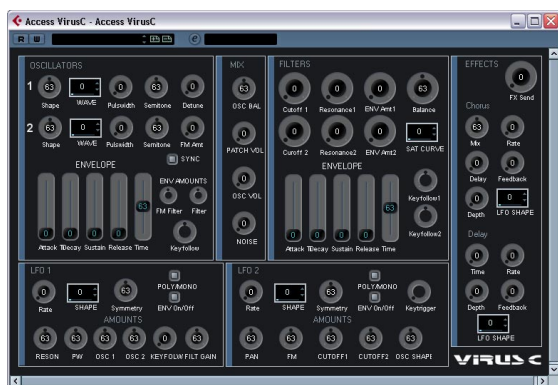 Access VirusC - Access VirusC
R W e
OSCILLATORS
1 63 0 0 63 0
Shape WAVE Pulswidth Semitone Detune
2 63 0 0 63 0
Shape WAVE Pulswidth Semitone FM Amt
SYNC
ENVELOPE
ENV AMOUNTS
FM Filter Filter
Keyfollow
0 0 0 0 63
Attack TDecay Sustain Release Time
MIX
63
OSC BAL
0
PATCH VOL
0
OSC VOL
0
NOISE
FILTERS
0 0 0 63
Cutoff 1 Resonance1 ENV Amt1 Balance
0 0 0 0
Curoff 2 Resonance2 ENV Amt2 SAT CURVE
ENVELOPE
Keyfollow1
Keyfollow2
0 0 0 0 63
Attack TDecay Sustain Release Time
EFFECTS
0
FX Send
Chorus
63 0
Mix Rate
0 0
Delay Feedback
0 0
Depth LFO SHAPE
Delay
0 0
Time Rate
0 0
Depth Feedback
0
LFO SHAPE
LFO 1
0 0 63
Rate SHAPE Symmetry
POLY/MONO
ENV On/Off
AMOUNTS
63 63 63 63 0 63
RESON PW OSC 1 OSC 2 KEYFOLW FILT GAIN
LFO 2
0 0 63
Rate SHAPE Symmetry
POLY/MONO
ENV On/Off
Keytrigger
AMOUNTS
63 63 63 63 63
PAN FM CUTOFF1 CUTOFF2 OSC SHAPE
VIRUS C